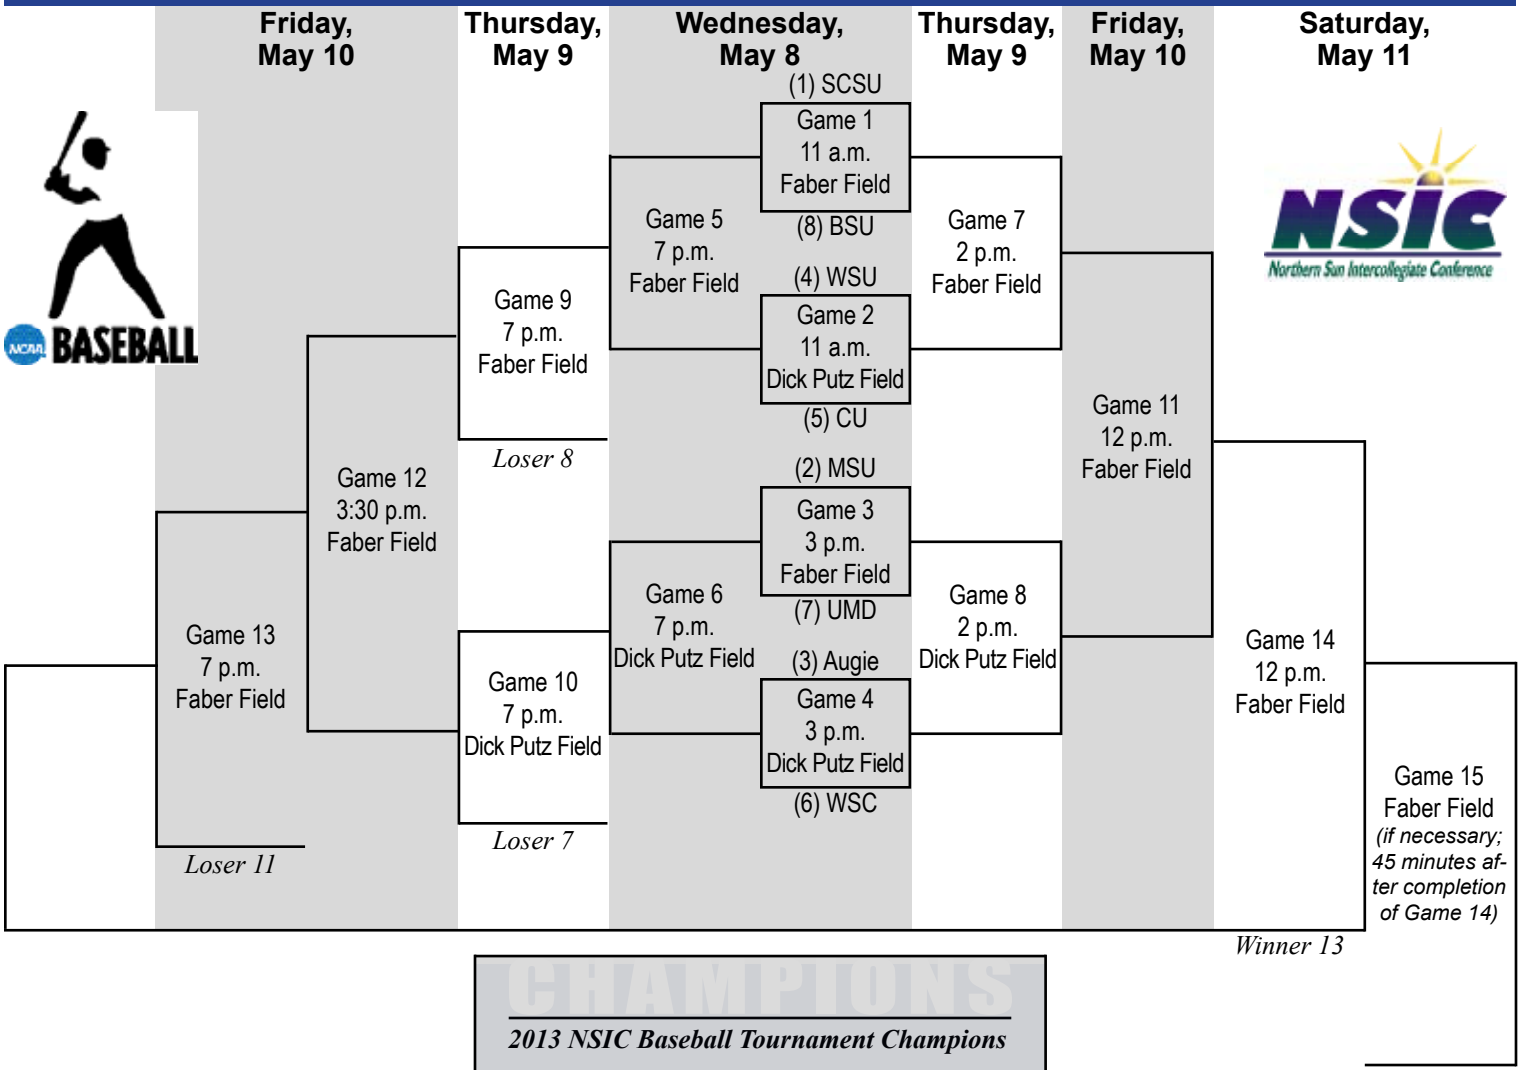 Friday,
May 10
Thursday,
May 9
Wednesday,
May 8
Thursday,
May 9
Friday,
May 10
Saturday,
May 11
NCAA BASEBALL
NSIC
Northern Sun Intercollegiate Conference
(1) SCSU
Game 1
11 a.m.
Faber Field
(8) BSU
(4) WSU
Game 2
11 a.m.
Dick Putz Field
(5) CU
(2) MSU
Game 3
3 p.m.
Faber Field
(7) UMD
(3) Augie
Game 4
3 p.m.
Dick Putz Field
(6) WSC
Game 5
7 p.m.
Faber Field
Game 6
7 p.m.
Dick Putz Field
Game 7
2 p.m.
Faber Field
Game 8
2 p.m.
Dick Putz Field
Game 9
7 p.m.
Faber Field
Loser 8
Game 10
7 p.m.
Dick Putz Field
Loser 7
Game 11
12 p.m.
Faber Field
Game 12
3:30 p.m.
Faber Field
Game 13
7 p.m.
Faber Field
Loser 11
Game 14
12 p.m.
Faber Field
Winner 13
Game 15
Faber Field
(if necessary;
45 minutes af-
ter completion
of Game 14)
CHAMPIONS
2013 NSIC Baseball Tournament Champions